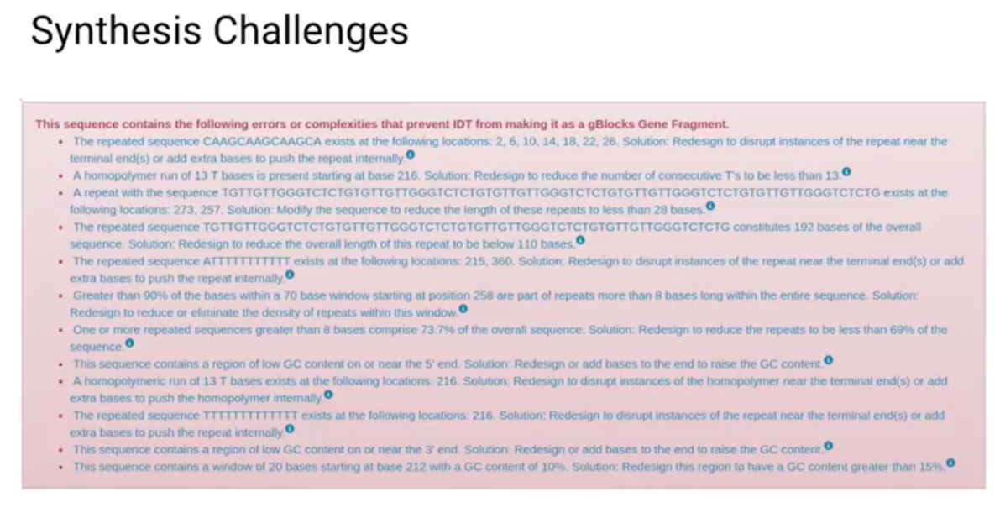 Synthesis Challenges
This sequence contains the following errors or complexities that prevent IDT from making it as a gBlocks Gene Fragment.
• The repeated sequence CAAGCAAGCAAGCA exists at the following locations: 2, 6, 10, 14, 18, 22, 26. Solution: Redesign to disrupt instances of the repeat near the
terminal end(s) or add extra bases to push the repeat internally.
• A homopolymer run of 13 T bases is present starting at base 216. Solution: Redesign to reduce the number of consecutive T's to be less than 13.
• A repeat with the sequence TGTTGTTGGGTCTCTGTGTTGTTGGGTCTCTGTGTTGTTGGGTCTCTGTGTTGTTGGGTCTCTGTGTTGTTGGGTCTCTG exists at the
following locations: 273, 257. Solution: Modify the sequence to reduce the length of these repeats to less than 28 bases.
• The repeated sequence TGTTGTTGGGTCTCTGTGTTGTTGGGTCTCTGTGTTGTTGGGTCTCTGTGTTGTTGGGTCTCTG constitutes 192 bases of the overall
sequence. Solution: Redesign to reduce the overall length of this repeat to be below 110 bases.
• The repeated sequence ATTTTTTTTTTT exists at the following locations: 215, 360. Solution: Redesign to disrupt instances of the repeat near the terminal end(s) or add
extra bases to push the repeat internally.
• Greater than 90% of the bases within a 70 base window starting at position 258 are part of repeats more than 8 bases long within the entire sequence. Solution:
Redesign to reduce or eliminate the density of repeats within this window.
• One or more repeated sequences greater than 8 bases comprise 73.7% of the overall sequence. Solution: Redesign to reduce the repeats to be less than 69% of the
sequence.
• This sequence contains a region of low GC content on or near the 5' end. Solution: Redesign or add bases to the end to raise the GC content.
• A homopolymeric run of 13 T bases exists at the following locations: 216. Solution: Redesign to disrupt instances of the homopolymer near the terminal end(s) or add
extra bases to push the homopolymer internally.
• The repeated sequence TTTTTTTTTTTTT exists at the following locations: 216. Solution: Redesign to disrupt instances of the repeat near the terminal end(s) or add
extra bases to push the repeat internally.
• This sequence contains a region of low GC content on or near the 3' end. Solution: Redesign or add bases to the end to raise the GC content.
• This sequence contains a window of 20 bases starting at base 212 with a GC content of 10%. Solution: Redesign this region to have a GC content greater than 15%.